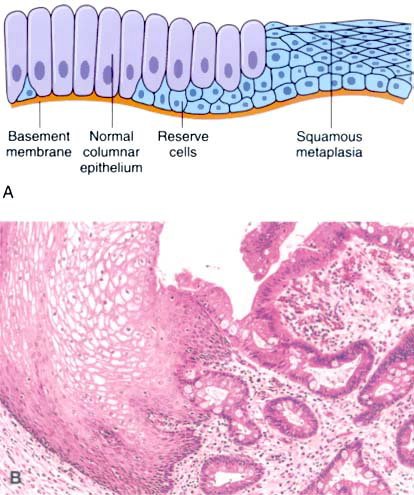 Basement membrane
Normal columnar epithelium
Reserve cells
Squamous metaplasia
A
B